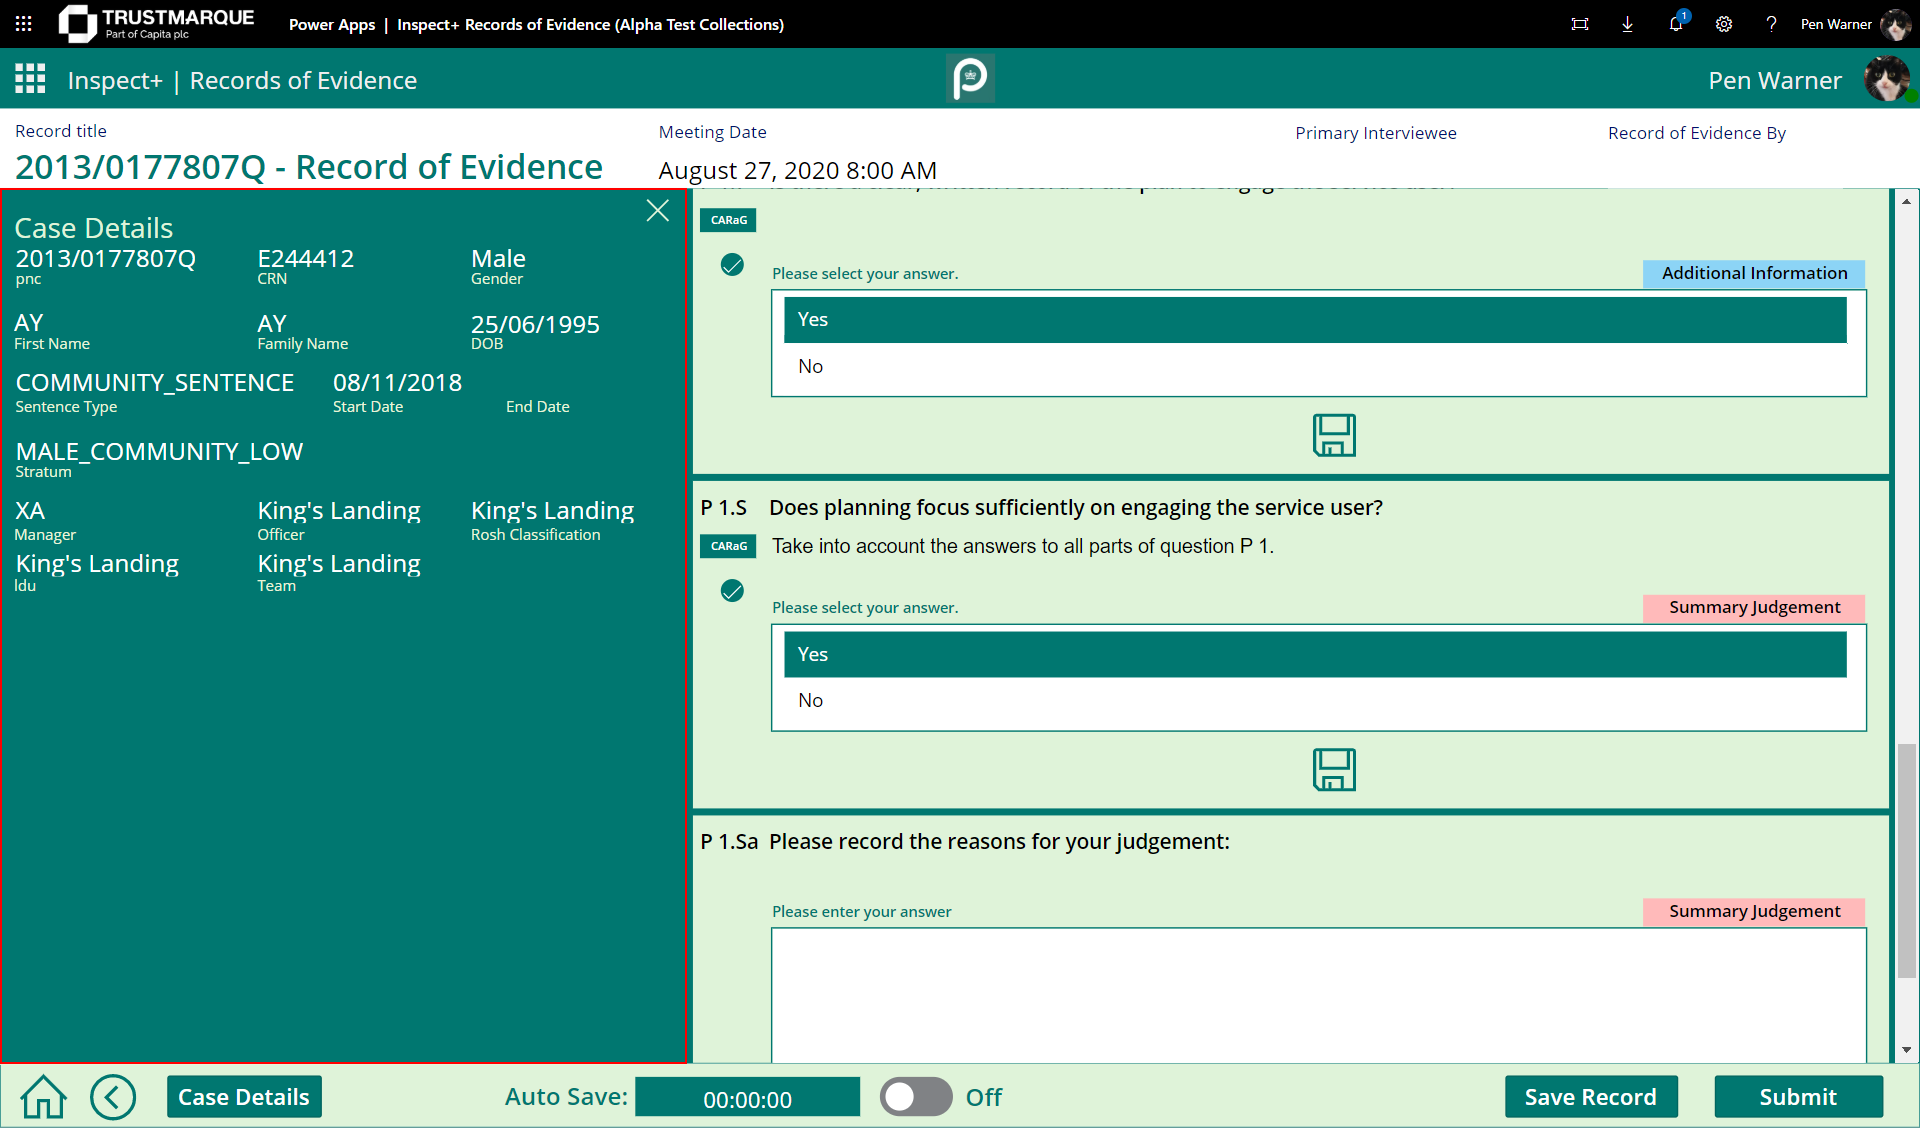 TRUSTMARQUE
Part of Capita plc
Power Apps | Inspect+ Records of Evidence (Alpha Test Collections)
1
?
Pen Warner
Inspect+ | Records of Evidence
Pen Warner
Record title
Meeting Date
Primary Interviewee
Record of Evidence By
2013/0177807Q - Record of Evidence
August 27, 2020 8:00 AM
Case Details
2013/0177807Q
pnc
E244412
CRN
Male
Gender
AY
First Name
AY
Family Name
25/06/1995
DOB
COMMUNITY_SENTENCE
Sentence Type
08/11/2018
Start Date
End Date
MALE_COMMUNITY_LOW
Stratum
XA
Manager
King's Landing
Officer
King's Landing
Rosh Classification
King's Landing
ldu
King's Landing
Team
CARaG
Please select your answer.
Additional Information
Yes
No
P 1.S Does planning focus sufficiently on engaging the service user?
CARaG
Take into account the answers to all parts of question P 1.
Please select your answer.
Summary Judgement
Yes
No
P 1.Sa Please record the reasons for your judgement:
Please enter your answer
Summary Judgement
Case Details
Auto Save:
00:00:00
Off
Save Record
Submit